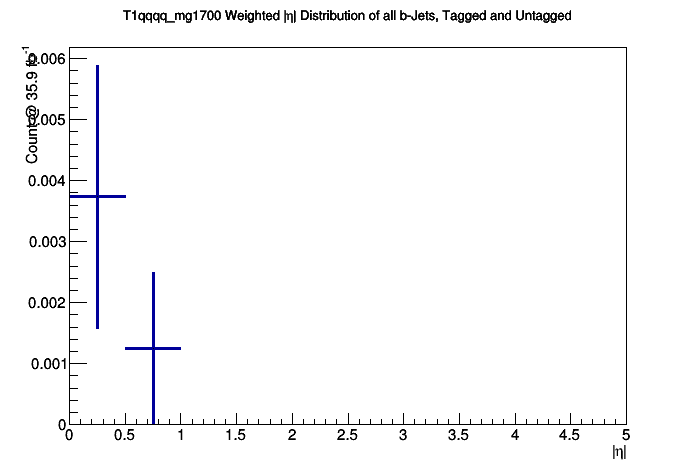 T1qqqq_mg1700 Weighted |η| Distribution of all b-Jets, Tagged and Untagged
Count @ 35.9 fb⁻¹
0.006
0.005
0.004
0.003
0.002
0.001
0
0 0.5 1 1.5 2 2.5 3 3.5 4 4.5 5
|η|